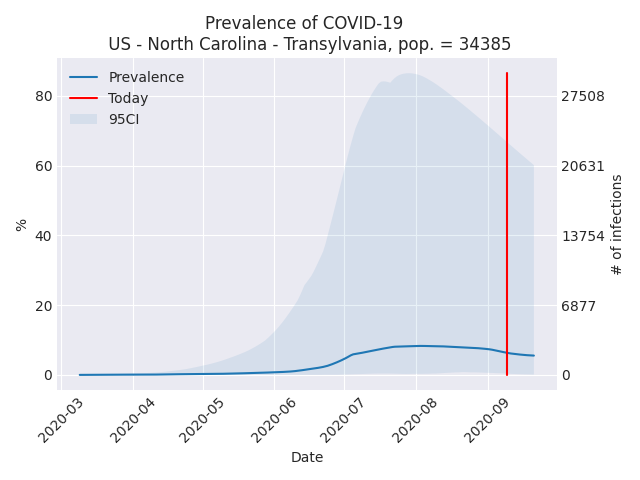 Prevalence of COVID-19
US - North Carolina - Transylvania, pop. = 34385
Prevalence
Today
95CI
80
60
40
20
0
%
27508
20631
13754
6877
0
# of infections
2020-03
2020-04
2020-05
2020-06
2020-07
2020-08
2020-09
Date